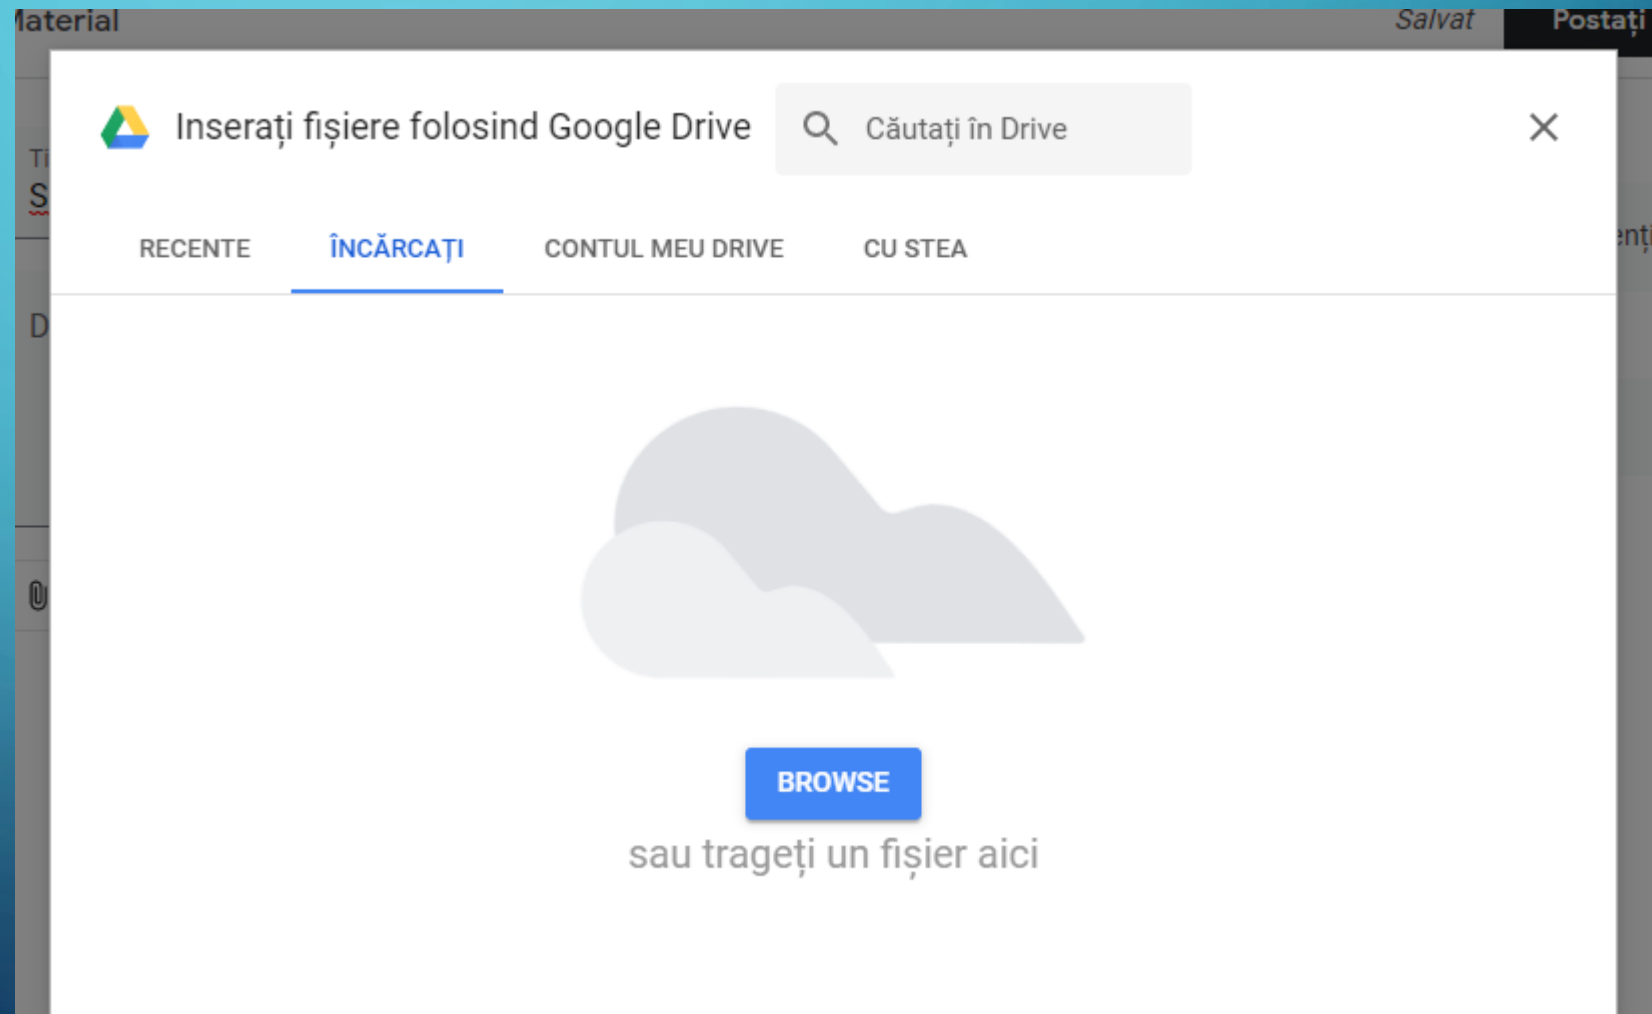 Material
Salvat
Postați
Inserați fișiere folosind Google Drive
Căutați în Drive
RECENTE
ÎNCĂRCAȚI
CONTUL MEU DRIVE
CU STEA
BROWSE
sau trageți un fișier aici